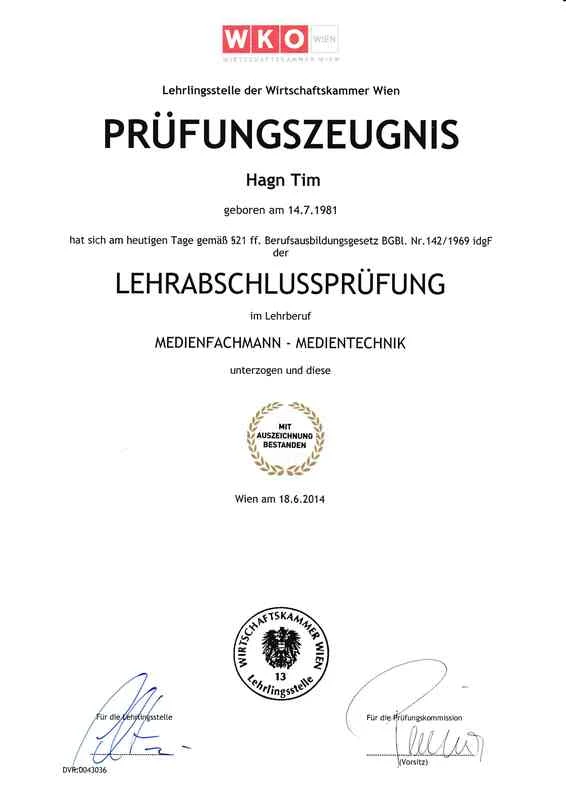 WKO WIEN
WIRTSCHAFTSKAMMER WIEN
Lehrlingsstelle der Wirtschaftskammer Wien
PRÜFUNGSZEUGNIS
Hagn Tim
geboren am 14.7.1981
hat sich am heutigen Tage gemäß §21 ff. Berufsausbildungsgesetz BGBl. Nr.142/1969 idgF
der
LEHRABSCHLUSSPRÜFUNG
im Lehrberuf
MEDIENFACHMANN - MEDIENTECHNIK
unterzogen und diese
MIT
AUSZEICHNUNG
BESTANDEN
Wien am 18.6.2014
WIRTSCHAFTSKAMMER WIEN
13
Lehrlingsstelle
Für die Lehrlingsstelle
Für die Prüfungskommission
(Vorsitz)
DVR:0043036